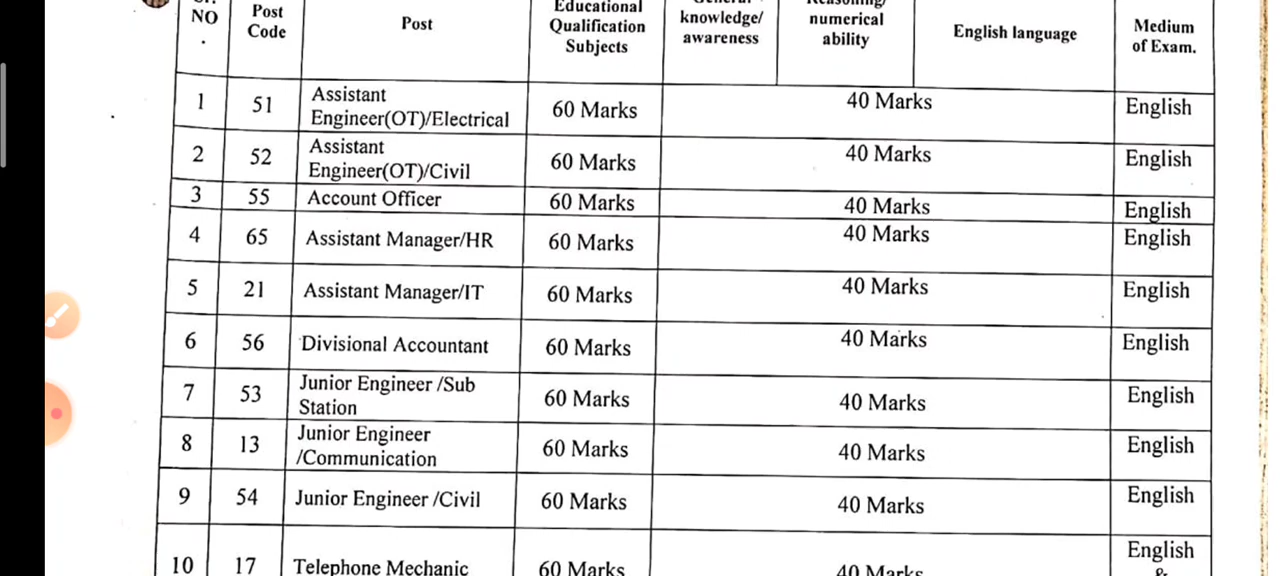 Sr.
NO
.
Post
Code
Post
Educational
Qualification
Subjects
General
knowledge/
awareness
Reasoning/
numerical
ability
English language
Medium
of Exam.
1 51 Assistant
Engineer(OT)/Electrical 60 Marks 40 Marks English
2 52 Assistant
Engineer(OT)/Civil 60 Marks 40 Marks English
3 55 Account Officer 60 Marks 40 Marks English
4 65 Assistant Manager/HR 60 Marks 40 Marks English
5 21 Assistant Manager/IT 60 Marks 40 Marks English
6 56 Divisional Accountant 60 Marks 40 Marks English
7 53 Junior Engineer /Sub
Station 60 Marks 40 Marks English
8 13 Junior Engineer
/Communication 60 Marks 40 Marks English
9 54 Junior Engineer /Civil 60 Marks 40 Marks English
10 17 Telephone Mechanic 60 Marks 40 Marks English
&